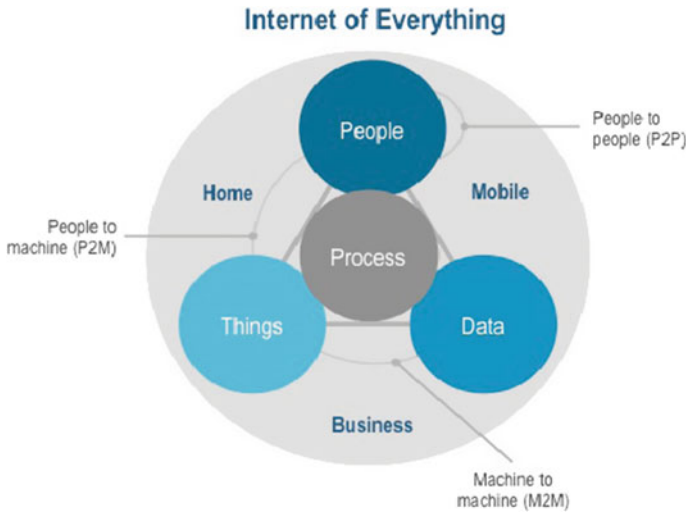 Internet of Everything
People
People to
people (P2P)
Home
Mobile
People to
machine (P2M)
Process
Things
Data
Business
Machine to
machine (M2M)